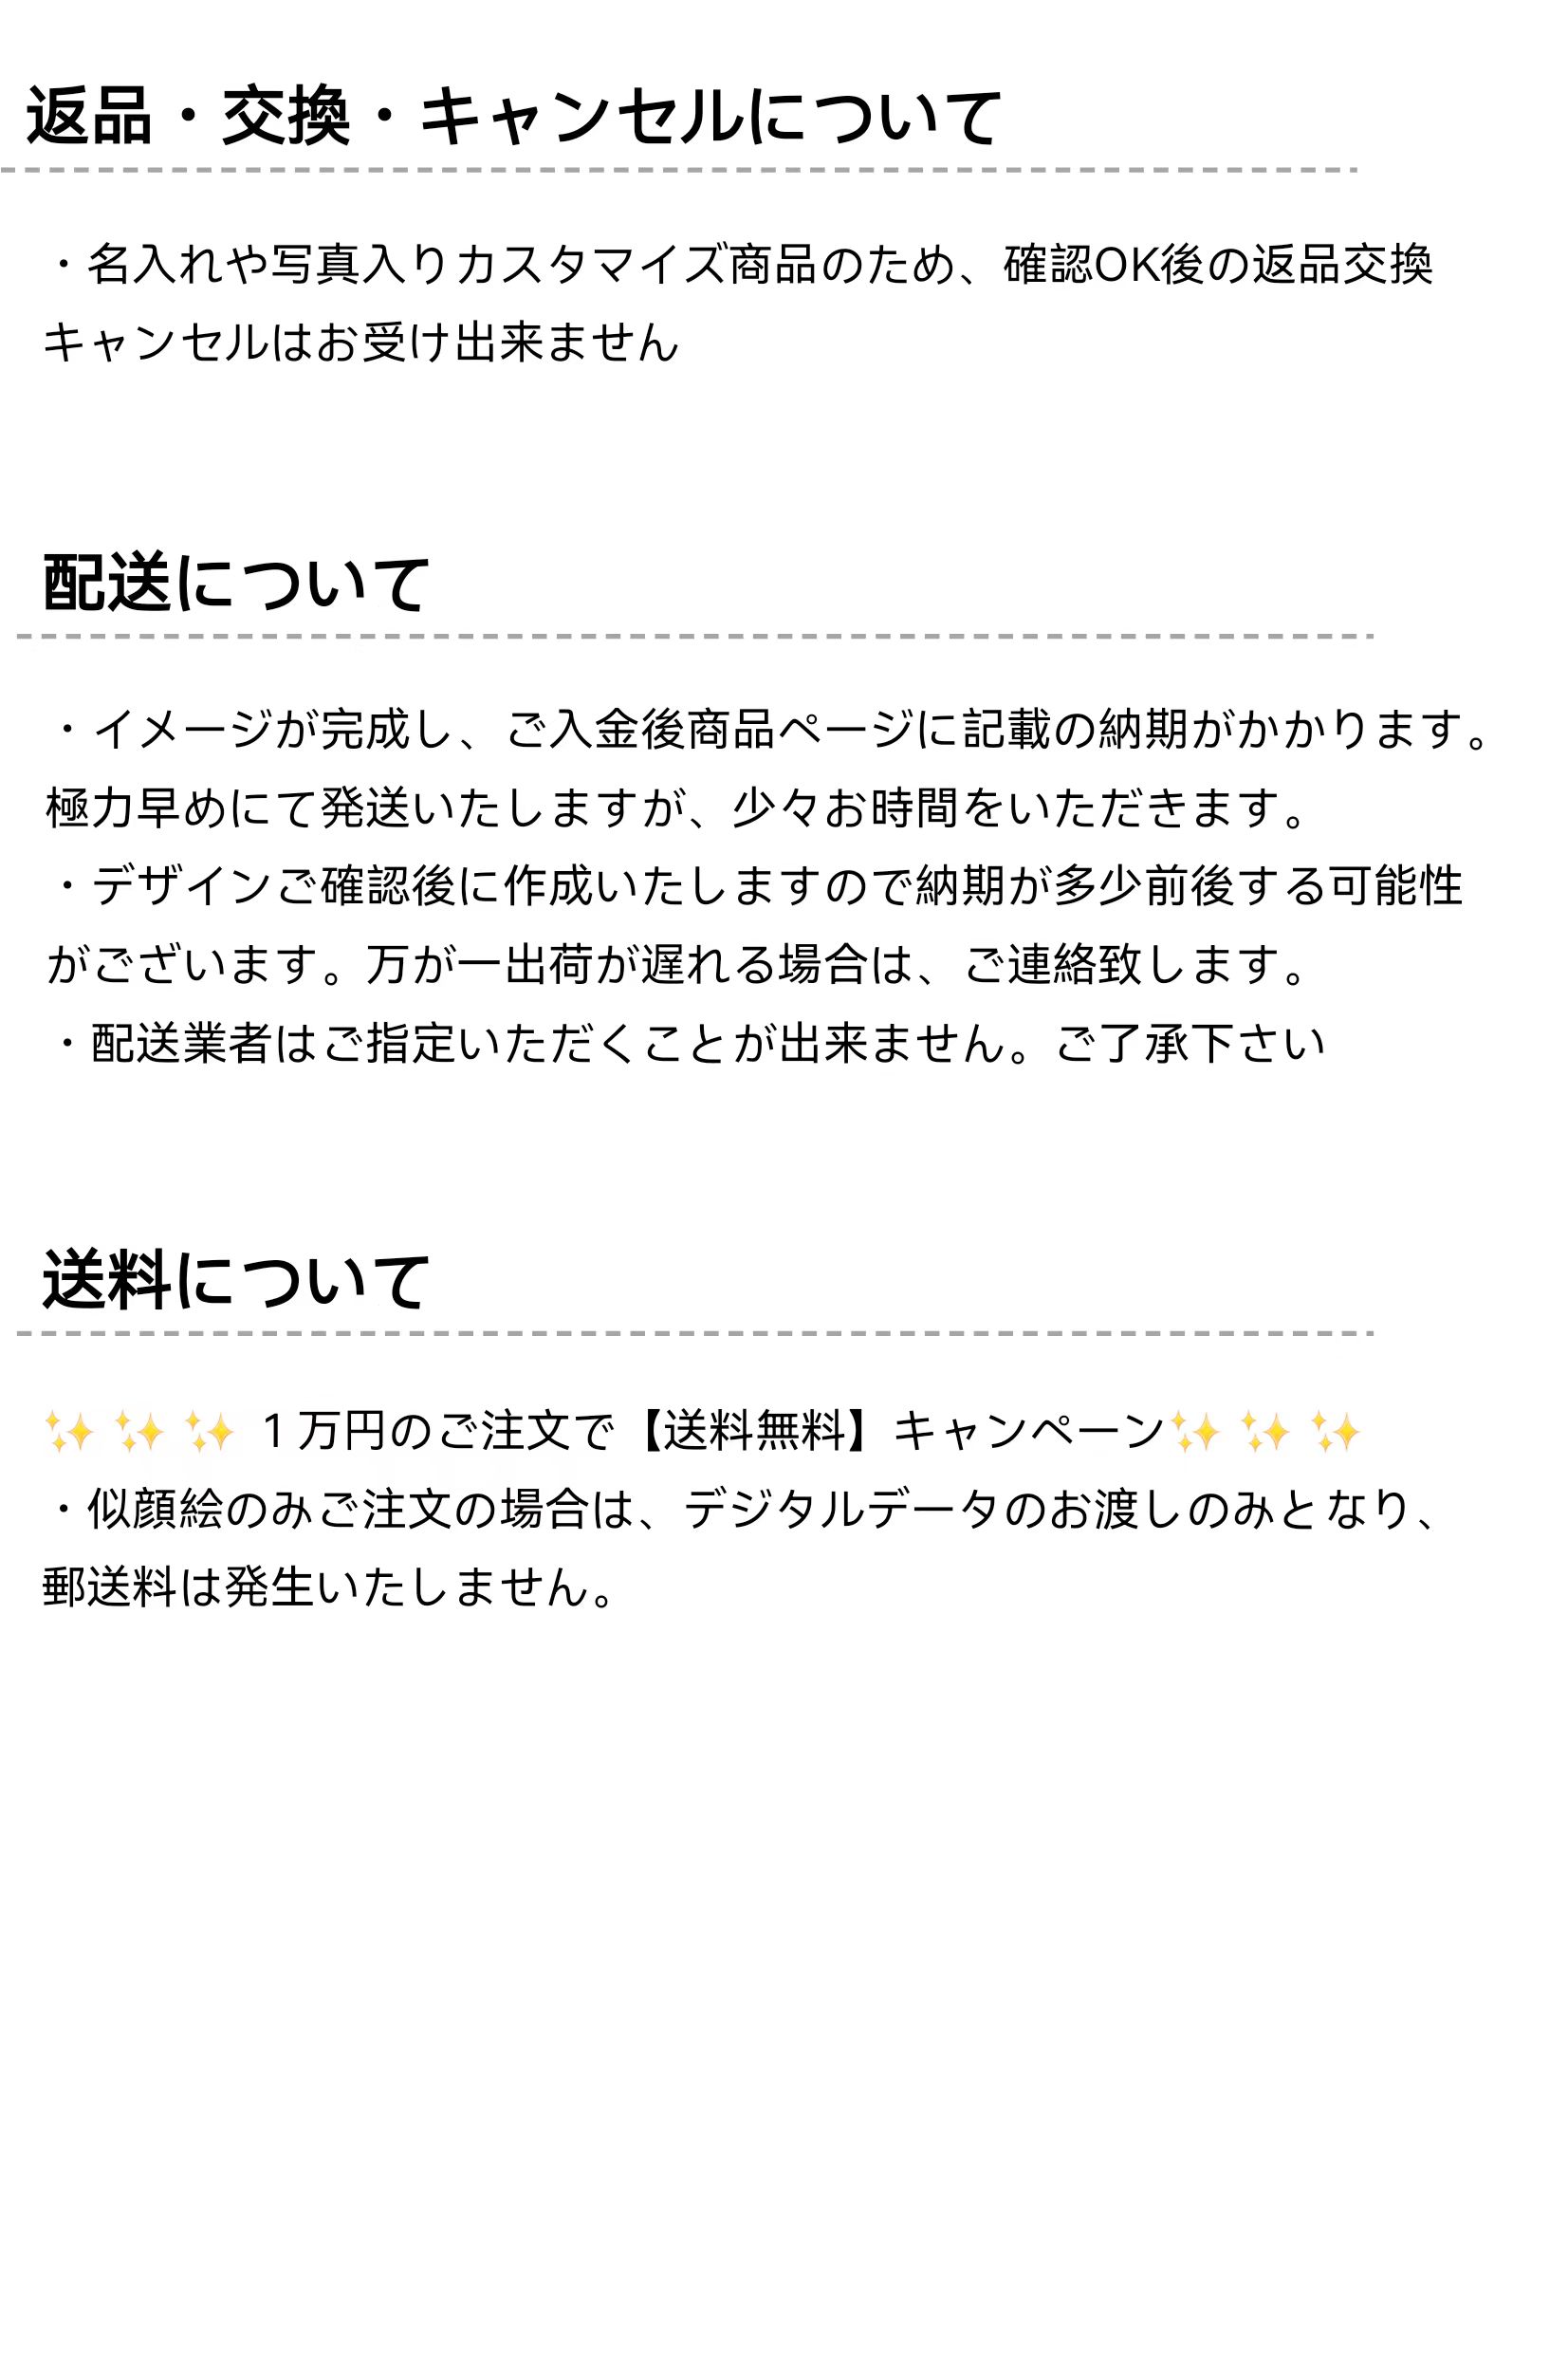 返品・交換・キャンセルについて
・名入れや写真入りカスタマイズ商品のため、確認OK後の返品交換
キャンセルはお受け出来ません
配送について
・イメージが完成し、ご入金後商品ページに記載の納期がかかります。
極力早めにて発送いたしますが、少々お時間をいただきます。
・デザインご確認後に作成いたしますので納期が多少前後する可能性
がございます。万が一出荷が遅れる場合は、ご連絡致します。
・配送業者はご指定いただくことが出来ません。ご了承下さい
送料について
✨✨✨ 1万円のご注文で【送料無料】キャンペーン✨✨✨
・似顔絵のみご注文の場合は、デジタルデータのお渡しのみとなり、
郵送料は発生いたしません。